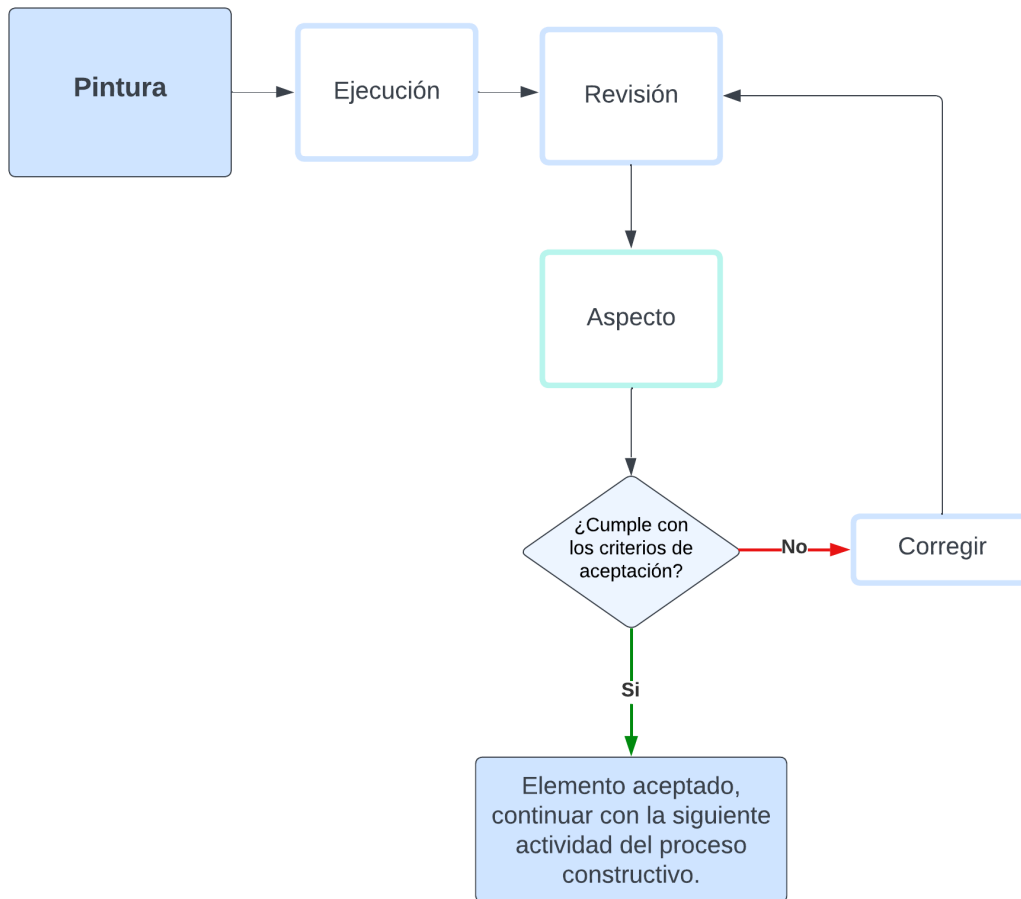 Pintura
Ejecución
Revisión
Aspecto
¿Cumple con
los criterios de
aceptación?
No
Corregir
Si
Elemento aceptado,
continuar con la siguiente
actividad del proceso
constructivo.